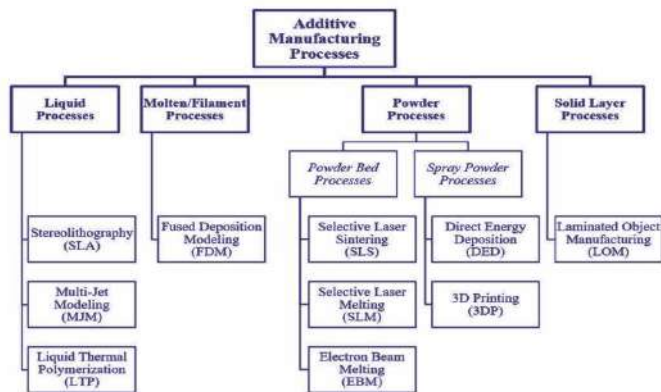 Additive
Manufacturing
Processes
Liquid
Processes
Molten/Filament
Processes
Powder
Processes
Solid Layer
Processes
Powder Bed
Processes
Spray Powder
Processes
Stereolithography
(SLA)
Fused Deposition
Modeling
(FDM)
Selective Laser
Sintering
(SLS)
Direct Energy
Deposition
(DED)
Laminated Object
Manufacturing
(LOM)
Multi-Jet
Modeling
(MJM)
Selective Laser
Melting
(SLM)
3D Printing
(3DP)
Liquid Thermal
Polymerization
(LTP)
Electron Beam
Melting
(EBM)